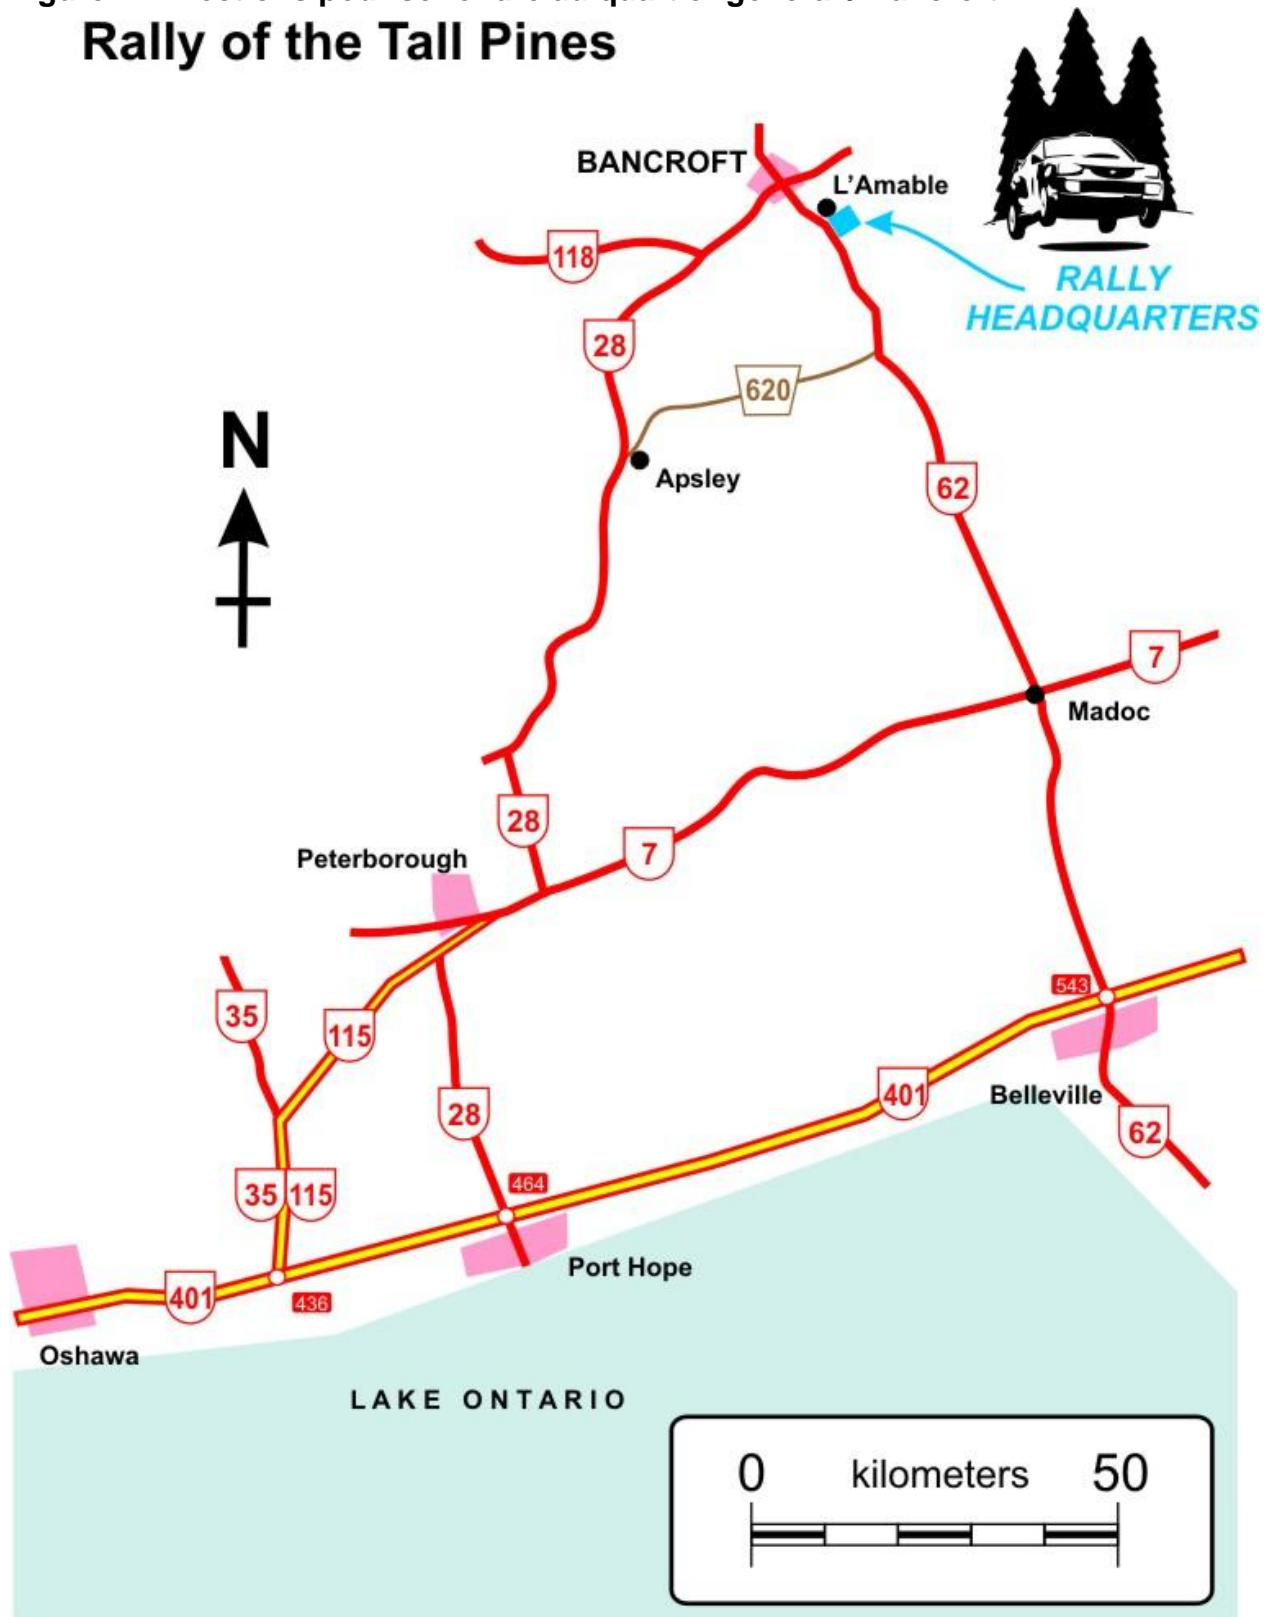 Rally of the Tall Pines
BANCROFT
L'Amable
118
RALLY
HEADQUARTERS
28
620
N
Apsley
62
7
Madoc
28
7
Peterborough
543
35
115
401
Belleville
28
62
464
35 115
Port Hope
401
436
Oshawa
LAKE ONTARIO
0 kilometers 50